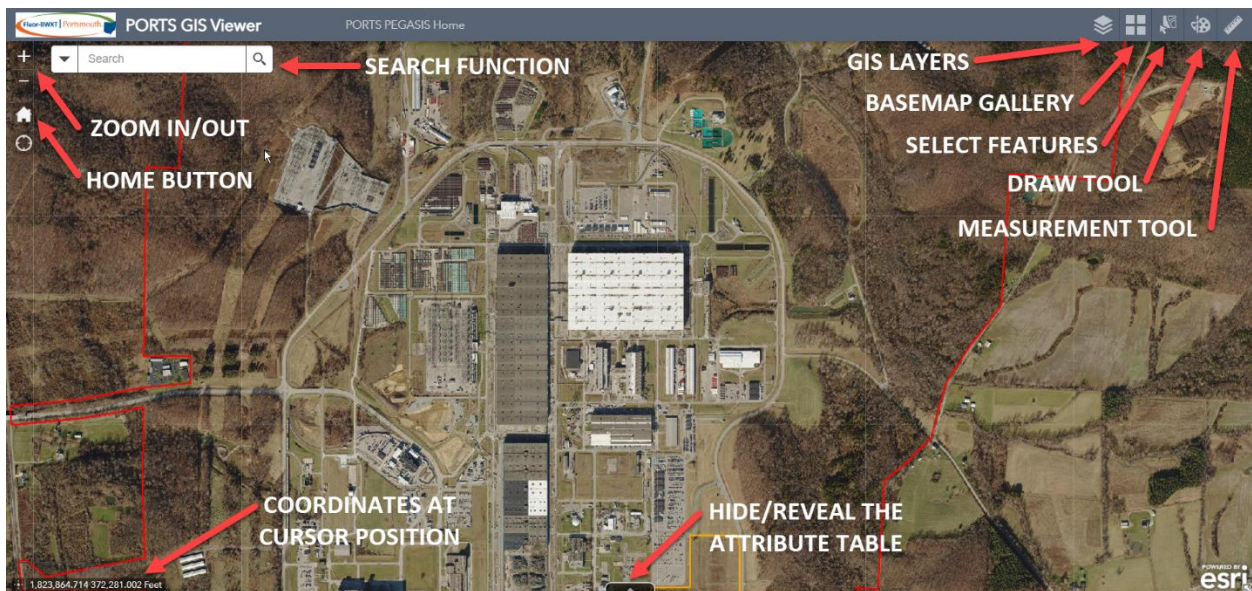 Fluor-BWXT | Portsmouth
PORTS GIS Viewer
PORTS PEGASIS Home
Search
SEARCH FUNCTION
GIS LAYERS
BASEMAP GALLERY
ZOOM IN/OUT
SELECT FEATURES
HOME BUTTON
DRAW TOOL
MEASUREMENT TOOL
COORDINATES AT
CURSOR POSITION
HIDE/REVEAL THE
ATTRIBUTE TABLE
1,823,864.714 372,281.002 Feet
POWERED BY
esri